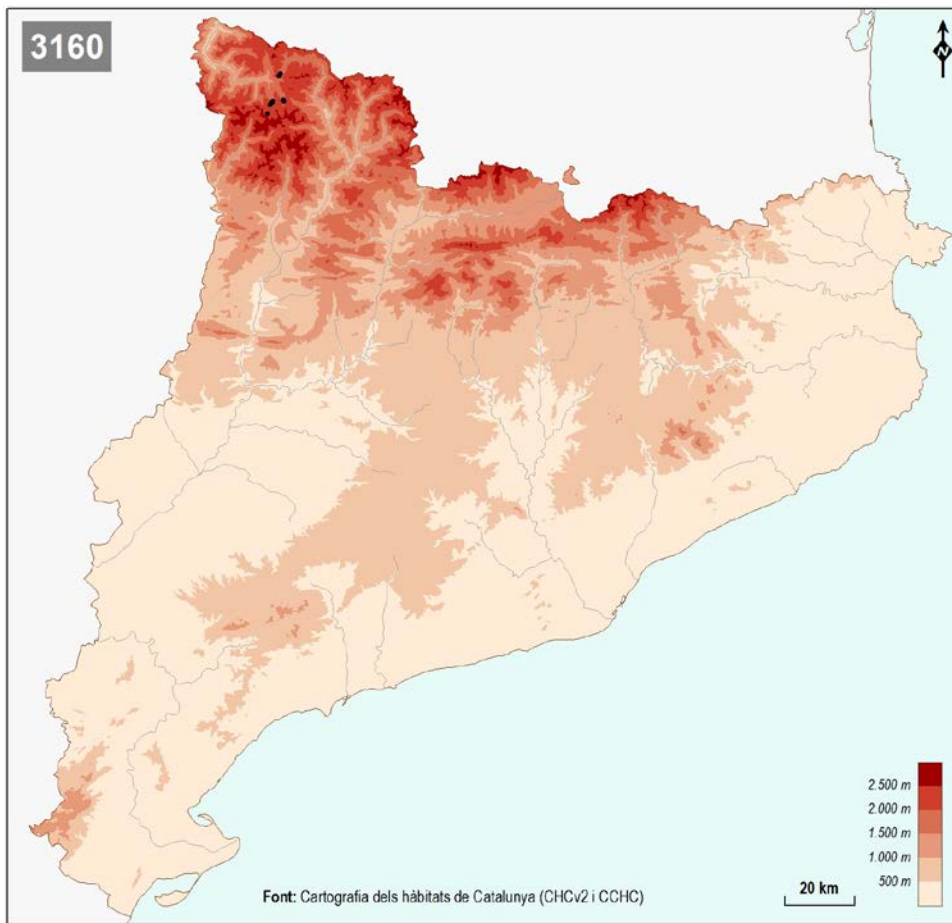 3160
N
2.500 m
2.000 m
1.500 m
1.000 m
500 m
Font: Cartografia dels hàbitats de Catalunya (CHCv2 i CCHC)
20 km